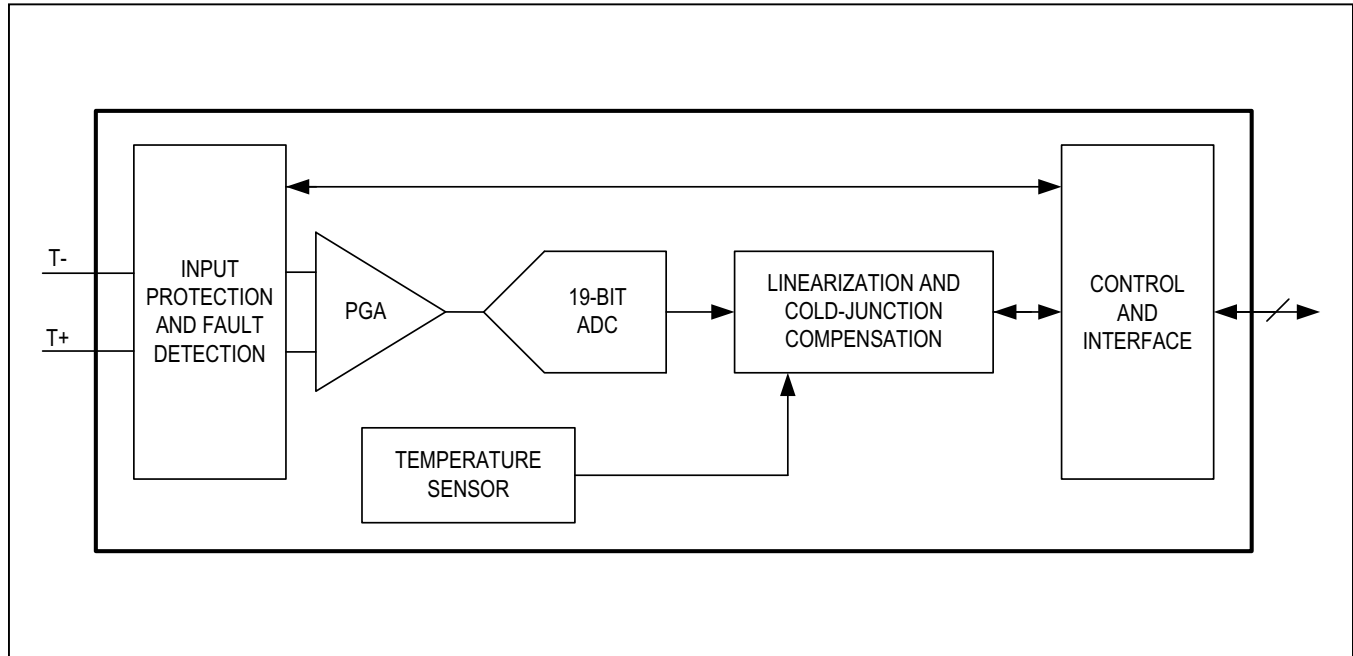 T-
T+
INPUT
PROTECTION
AND FAULT
DETECTION
PGA
19-BIT
ADC
LINEARIZATION AND
COLD-JUNCTION
COMPENSATION
CONTROL
AND
INTERFACE
TEMPERATURE
SENSOR